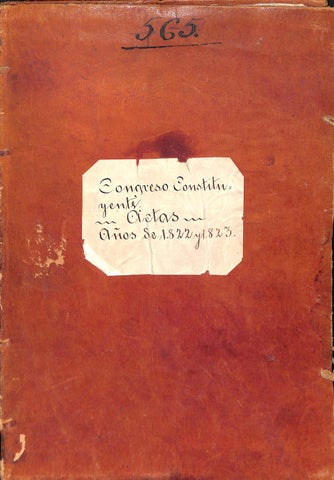 565.
Congreso Constitu-
yente.
Actas
Años de 1822 y 1823.